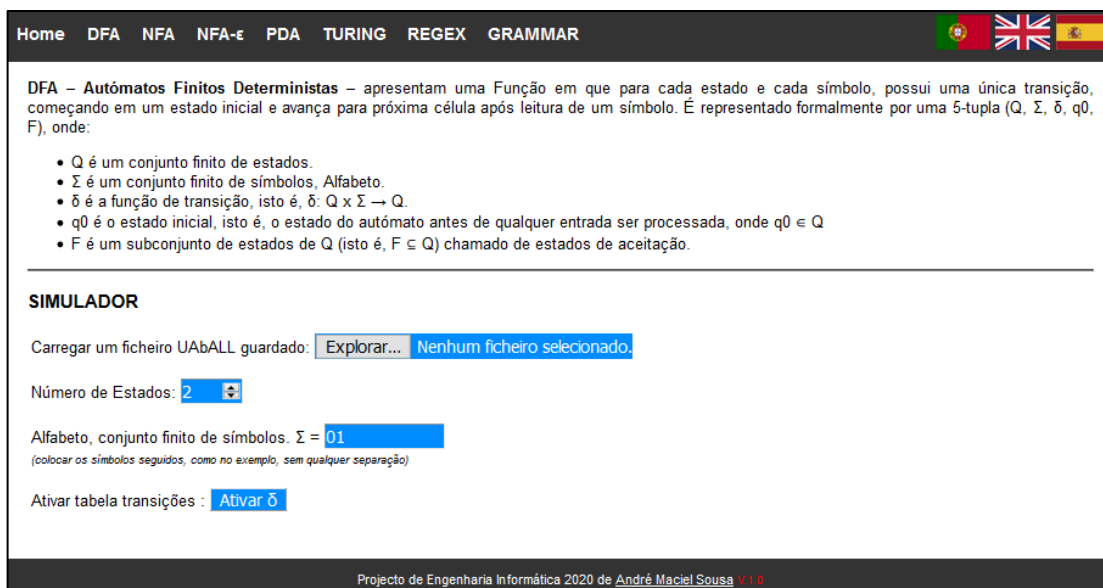 Home DFA NFA NFA-ε PDA TURING REGEX GRAMMAR
DFA – Autómatos Finitos Deterministas – apresentam uma Função em que para cada estado e cada símbolo, possui uma única transição,
começando em um estado inicial e avança para próxima célula após leitura de um símbolo. É representado formalmente por uma 5-tupla (Q, Σ, δ, q0,
F), onde:
• Q é um conjunto finito de estados.
• Σ é um conjunto finito de símbolos, Alfabeto.
• δ é a função de transição, isto é, δ: Q x Σ → Q.
• q0 é o estado inicial, isto é, o estado do autómato antes de qualquer entrada ser processada, onde q0 ∈ Q
• F é um subconjunto de estados de Q (isto é, F ⊆ Q) chamado de estados de aceitação.
SIMULADOR
Carregar um ficheiro UAbALL guardado: Explorar... Nenhum ficheiro selecionado.
Número de Estados: 2
Alfabeto, conjunto finito de símbolos. Σ = 01
(colocar os símbolos seguidos, como no exemplo, sem qualquer separação)
Ativar tabela transições : Ativar δ
Projecto de Engenharia Informática 2020 de André Maciel Sousa V.1.0